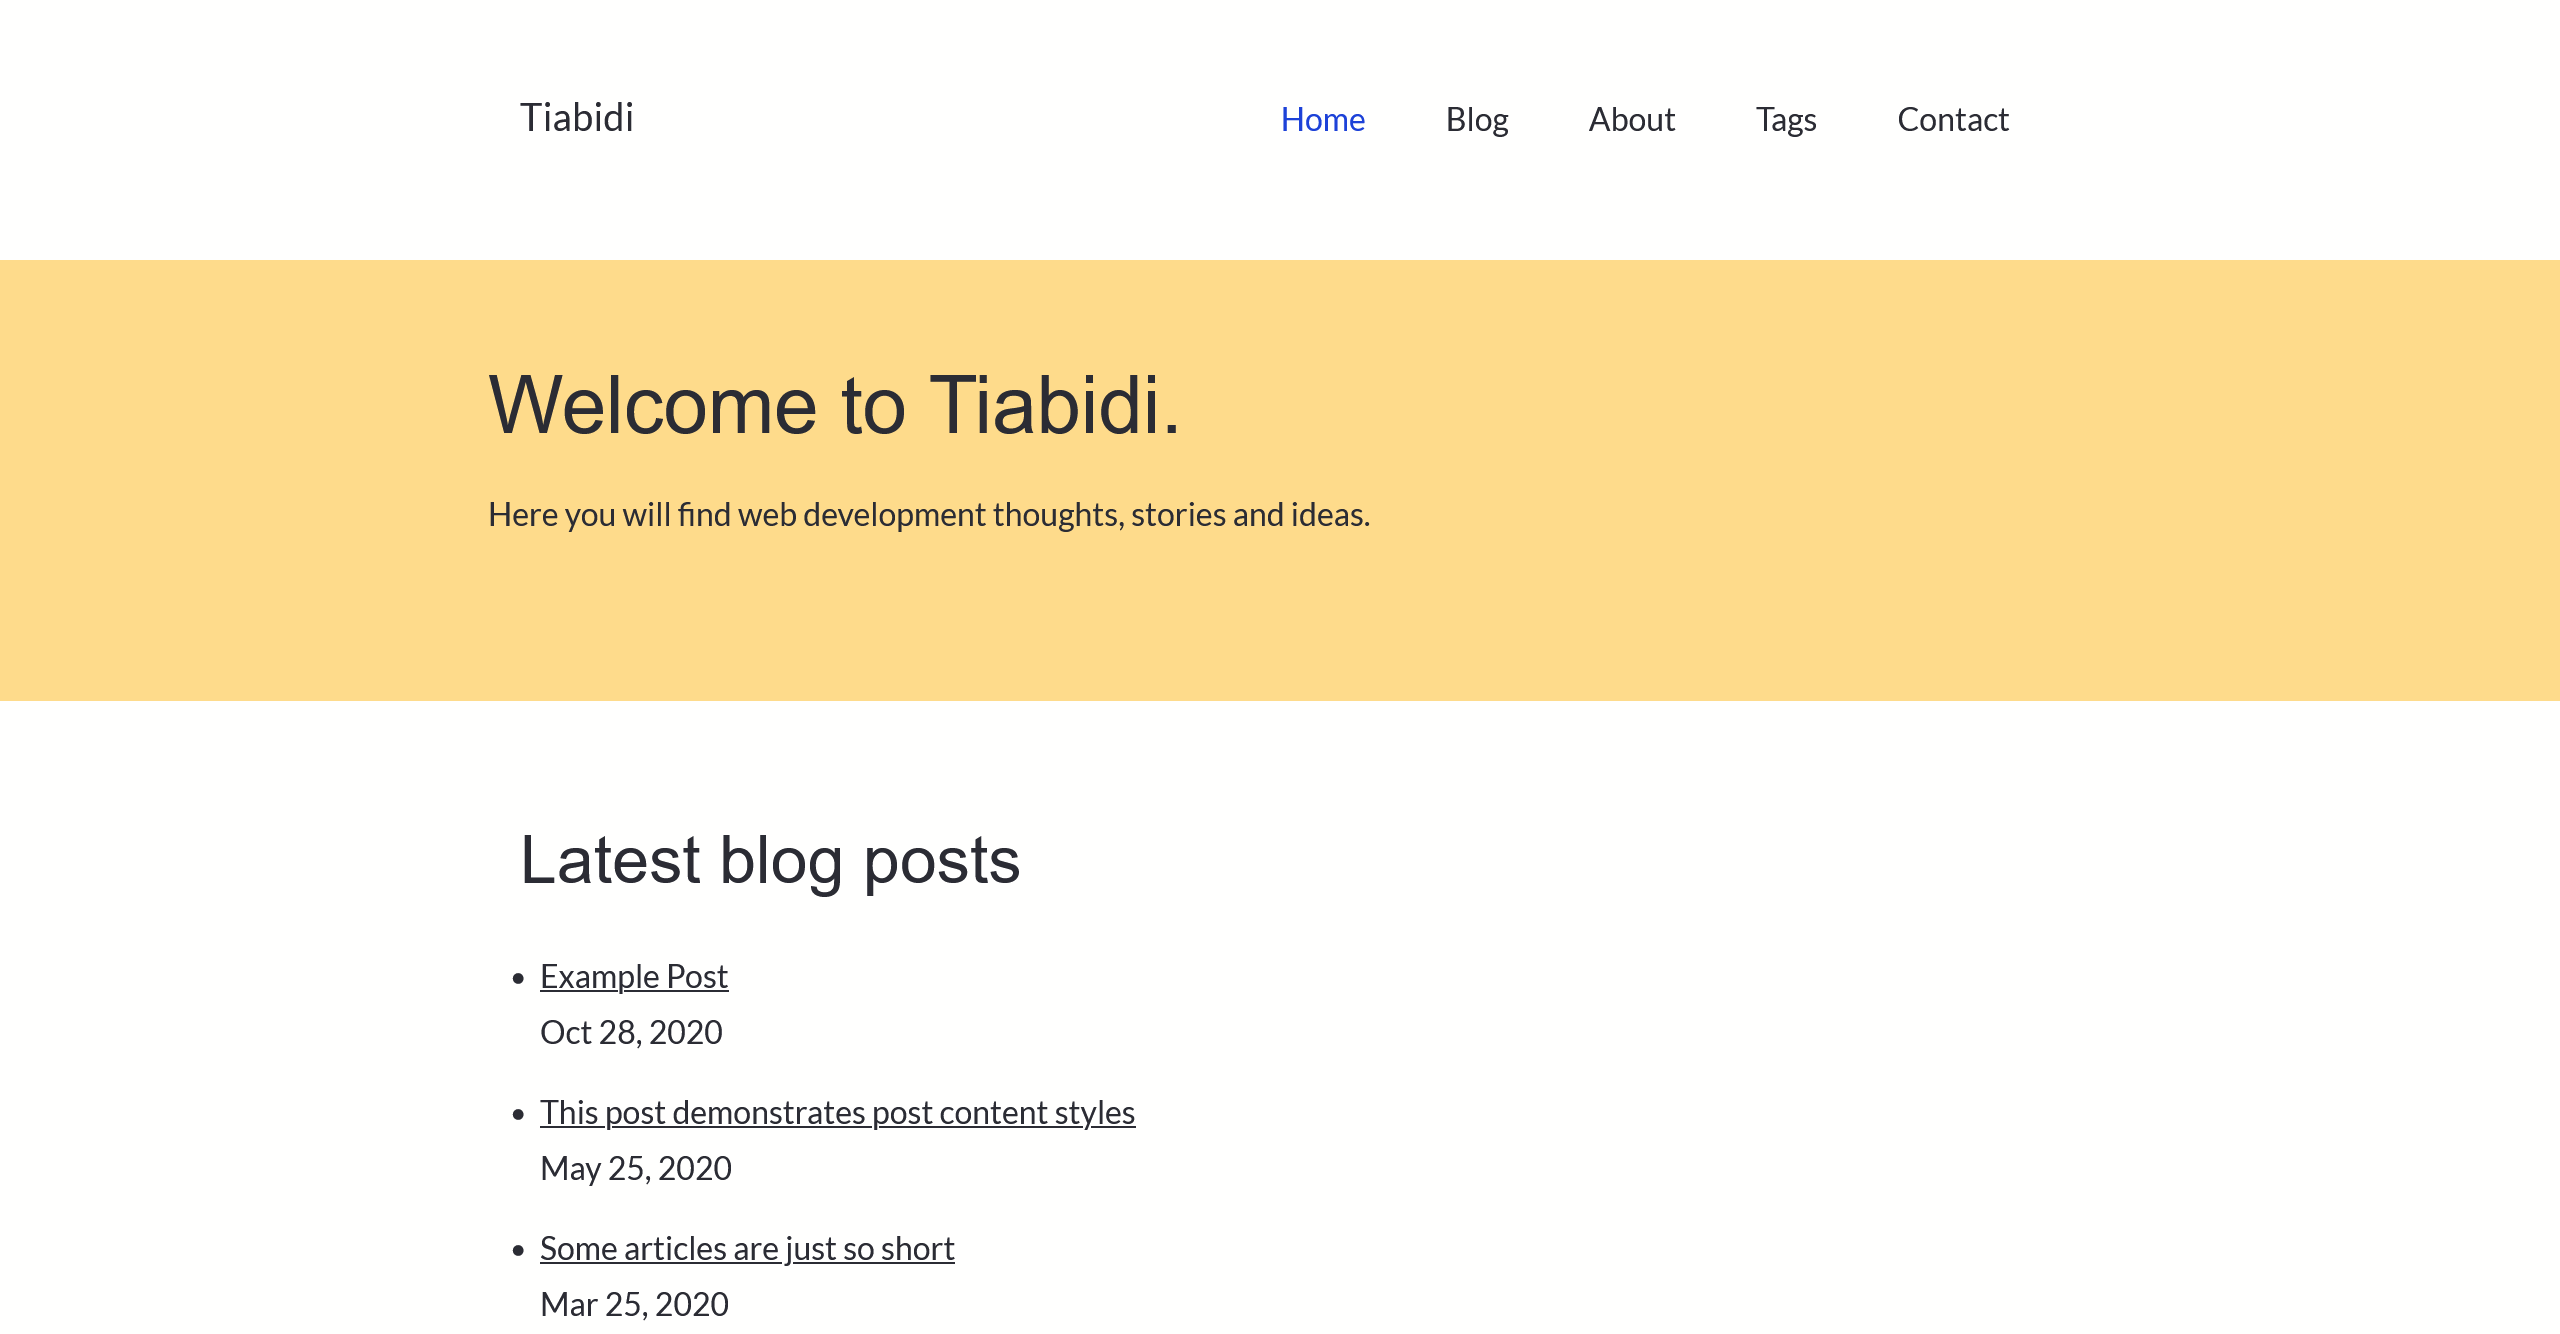 Tiabidi
Home Blog About Tags Contact
Welcome to Tiabidi.
Here you will find web development thoughts, stories and ideas.
Latest blog posts
• Example Post
Oct 28, 2020
• This post demonstrates post content styles
May 25, 2020
• Some articles are just so short
Mar 25, 2020